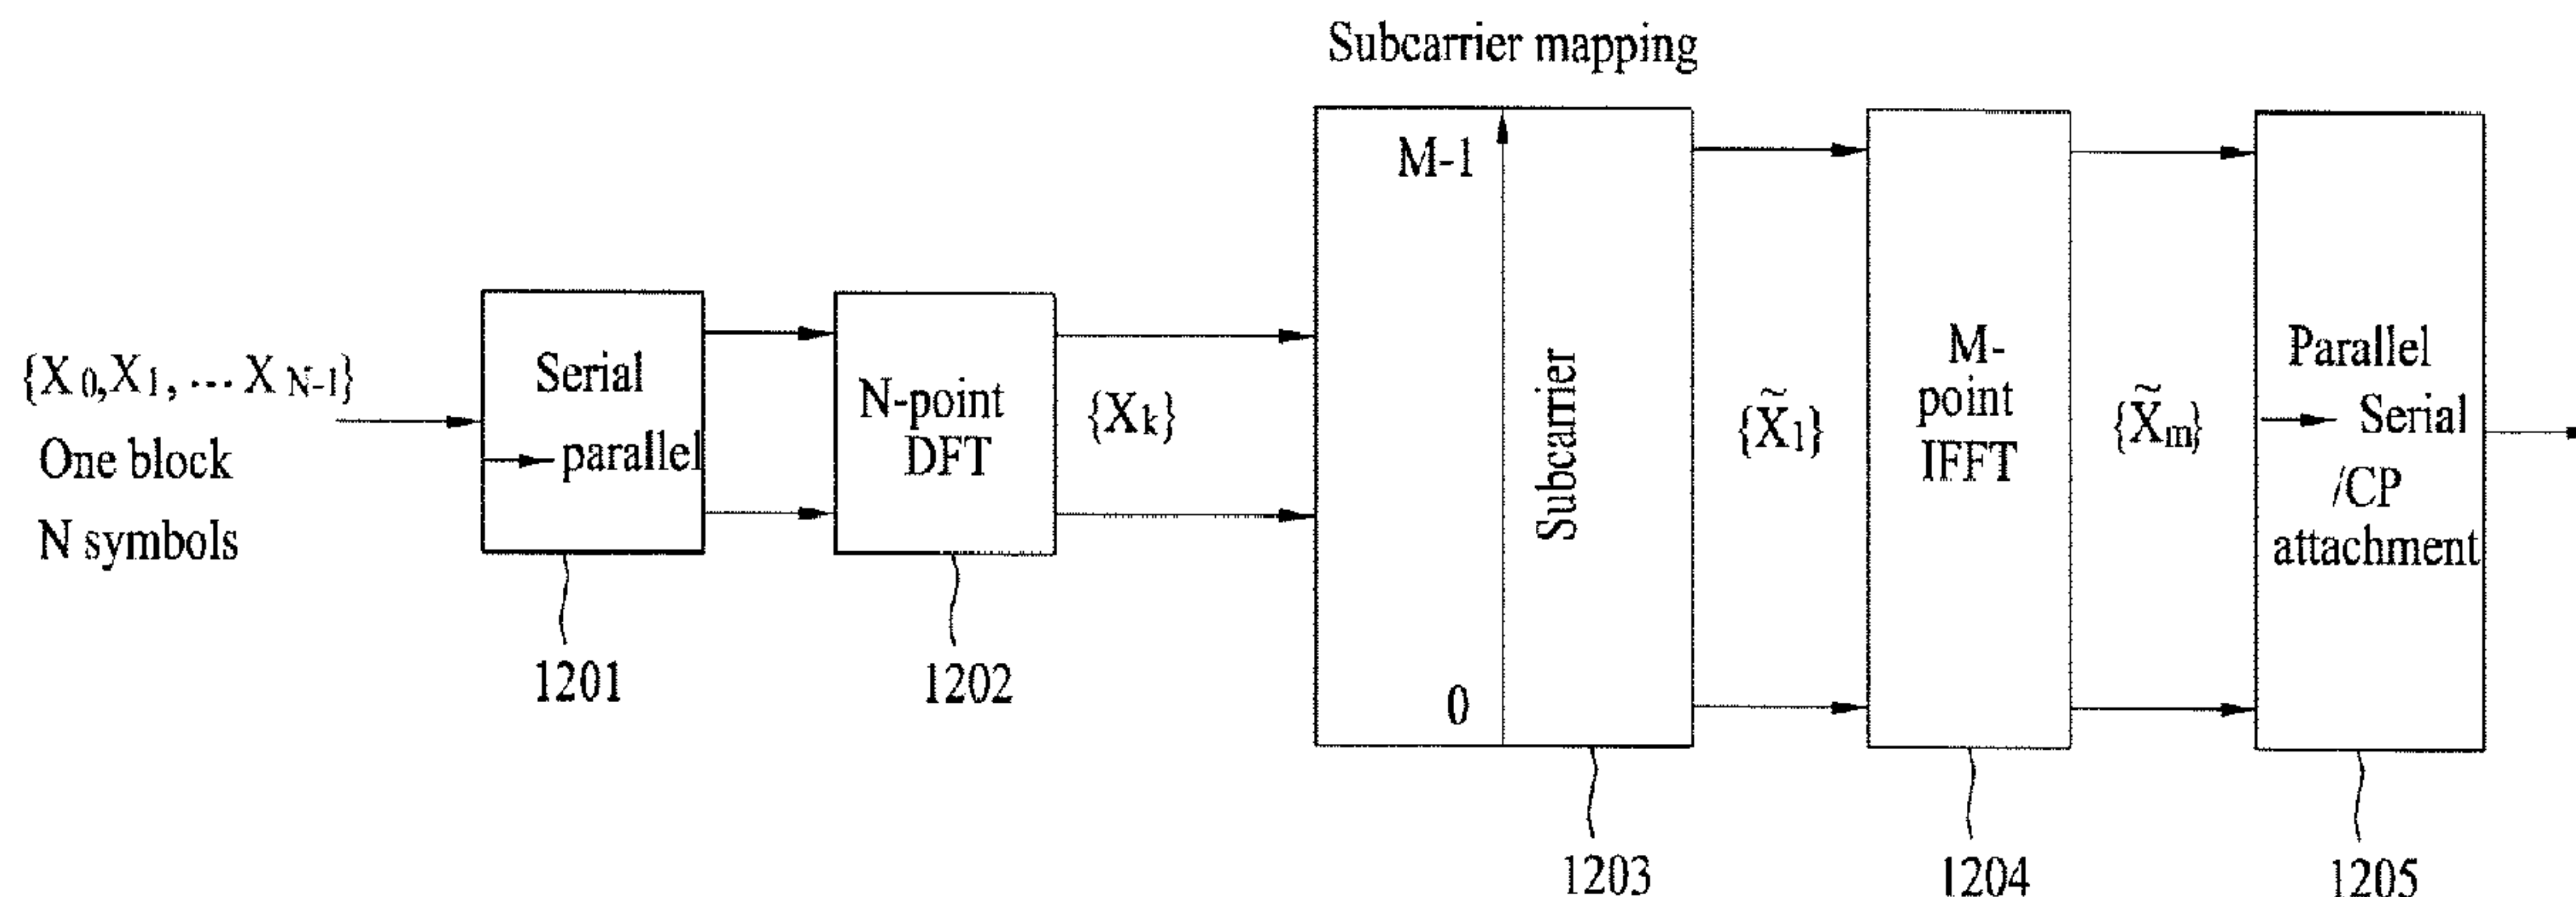 Subcarrier mapping
{X0,X1, ... X N-1}
One block
N symbols
Serial
parallel
1201
N-point
DFT
1202
{Xk}
M-1
0
Subcarrier
1203
{X̃1}
M-
point
IFFT
1204
{X̃m}
Parallel
Serial
/CP
attachment
1205